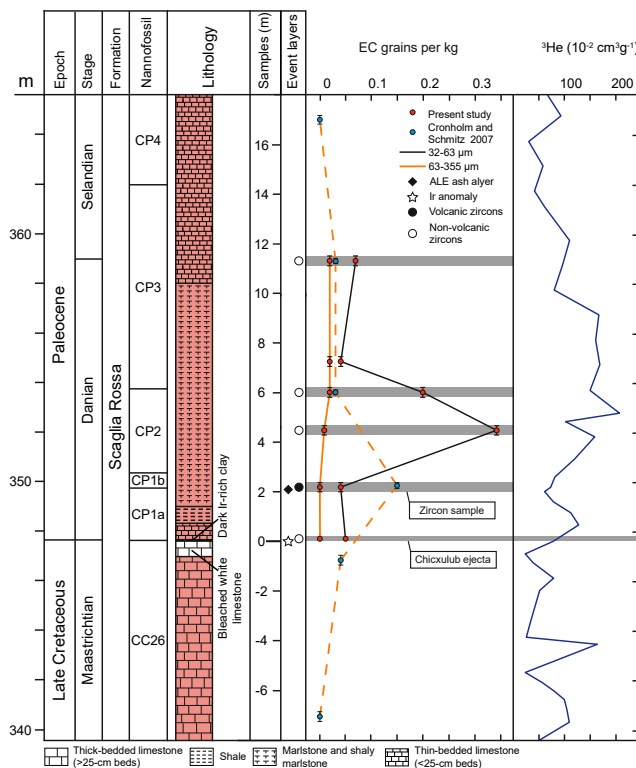 EC grains per kg
³He (10⁻² cm³g⁻¹)
m
Epoch
Stage
Formation
Nannofossil
Lithology
Samples (m)
Event layers
0 0.1 0.2 0.3
100 200
Present study
Cronholm and
Schmitz 2007
32-63 µm
63-355 µm
ALE ash alyer
Ir anomaly
Volcanic zircons
Non-volcanic
zircons
360
350
340
Paleocene
Late Cretaceous
Selandian
Danian
Maastrichtian
Scaglia Rossa
CP4
CP3
CP2
CP1b
CP1a
CC26
Dark Ir-rich clay
Bleached white
limestone
16
14
12
10
8
6
4
2
0
-2
-4
-6
Zircon sample
Chicxulub ejecta
Thick-bedded limestone
(>25-cm beds)
Shale
Marlstone and shaly
marlstone
Thin-bedded limestone
(<25-cm beds)